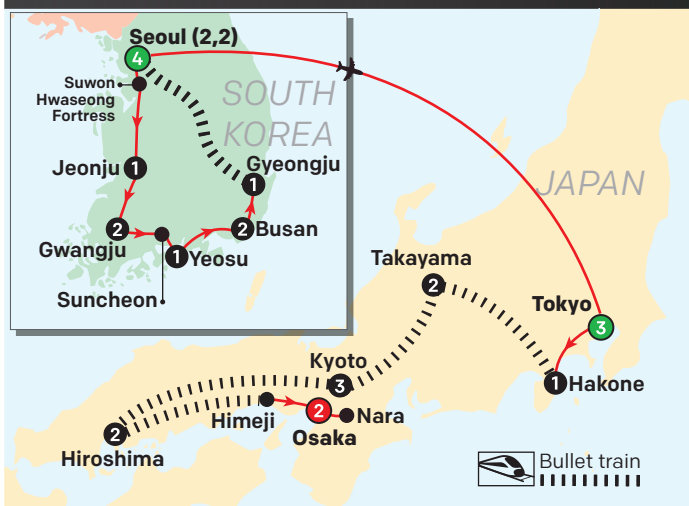 Seoul (2,2)
4
Suwon
Hwaseong
Fortress
SOUTH
KOREA
Jeonju
1
Gyeongju
1
2
Gwangju
2
Busan
1
Yeosu
Suncheon
JAPAN
Takayama
2
Tokyo
3
Kyoto
3
1
Hakone
Himeji
2
Nara
Osaka
2
Hiroshima
Bullet train